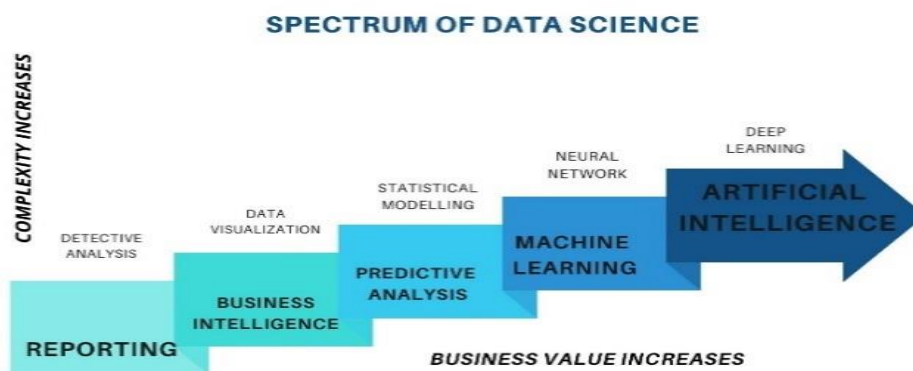 SPECTRUM OF DATA SCIENCE
COMPLEXITY INCREASES
DETECTIVE
ANALYSIS
REPORTING
DATA
VISUALIZATION
BUSINESS
INTELLIGENCE
STATISTICAL
MODELLING
PREDICTIVE
ANALYSIS
NEURAL
NETWORK
MACHINE
LEARNING
DEEP
LEARNING
ARTIFICIAL
INTELLIGENCE
BUSINESS VALUE INCREASES